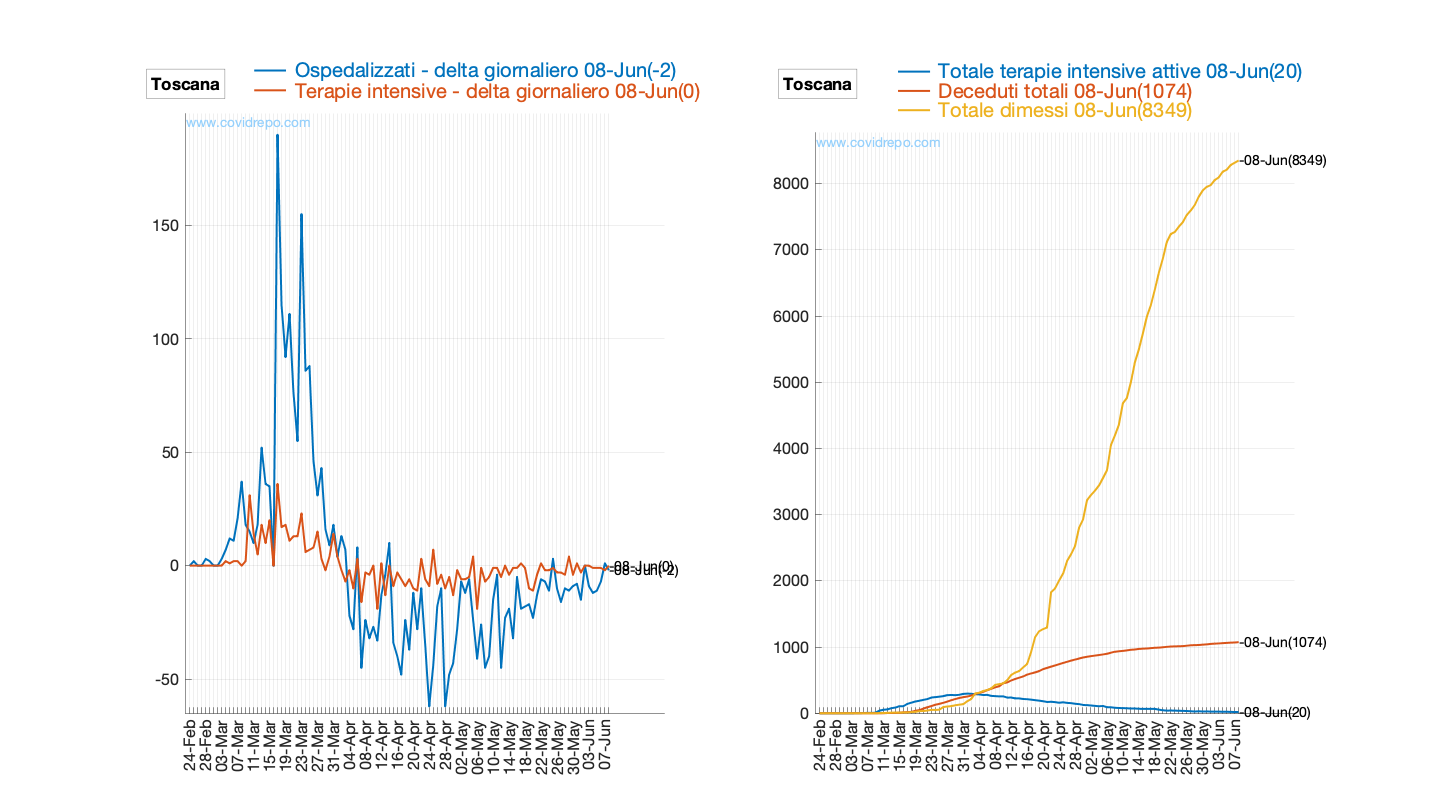 Toscana
Ospedalizzati - delta giornaliero 08-Jun(-2)
Terapie intensive - delta giornaliero 08-Jun(0)
www.covidrepo.com
150
100
50
0
-50
-08-Jun(0)
-08-Jun(-2)
24-Feb
28-Feb
03-Mar
07-Mar
11-Mar
15-Mar
19-Mar
23-Mar
27-Mar
31-Mar
04-Apr
08-Apr
12-Apr
16-Apr
20-Apr
24-Apr
28-Apr
02-May
06-May
10-May
14-May
18-May
22-May
26-May
30-May
03-Jun
07-Jun
Toscana
Totale terapie intensive attive 08-Jun(20)
Deceduti totali 08-Jun(1074)
Totale dimessi 08-Jun(8349)
www.covidrepo.com
8000
7000
6000
5000
4000
3000
2000
1000
0
-08-Jun(8349)
-08-Jun(1074)
-08-Jun(20)
24-Feb
28-Feb
03-Mar
07-Mar
11-Mar
15-Mar
19-Mar
23-Mar
27-Mar
31-Mar
04-Apr
08-Apr
12-Apr
16-Apr
20-Apr
24-Apr
28-Apr
02-May
06-May
10-May
14-May
18-May
22-May
26-May
30-May
03-Jun
07-Jun